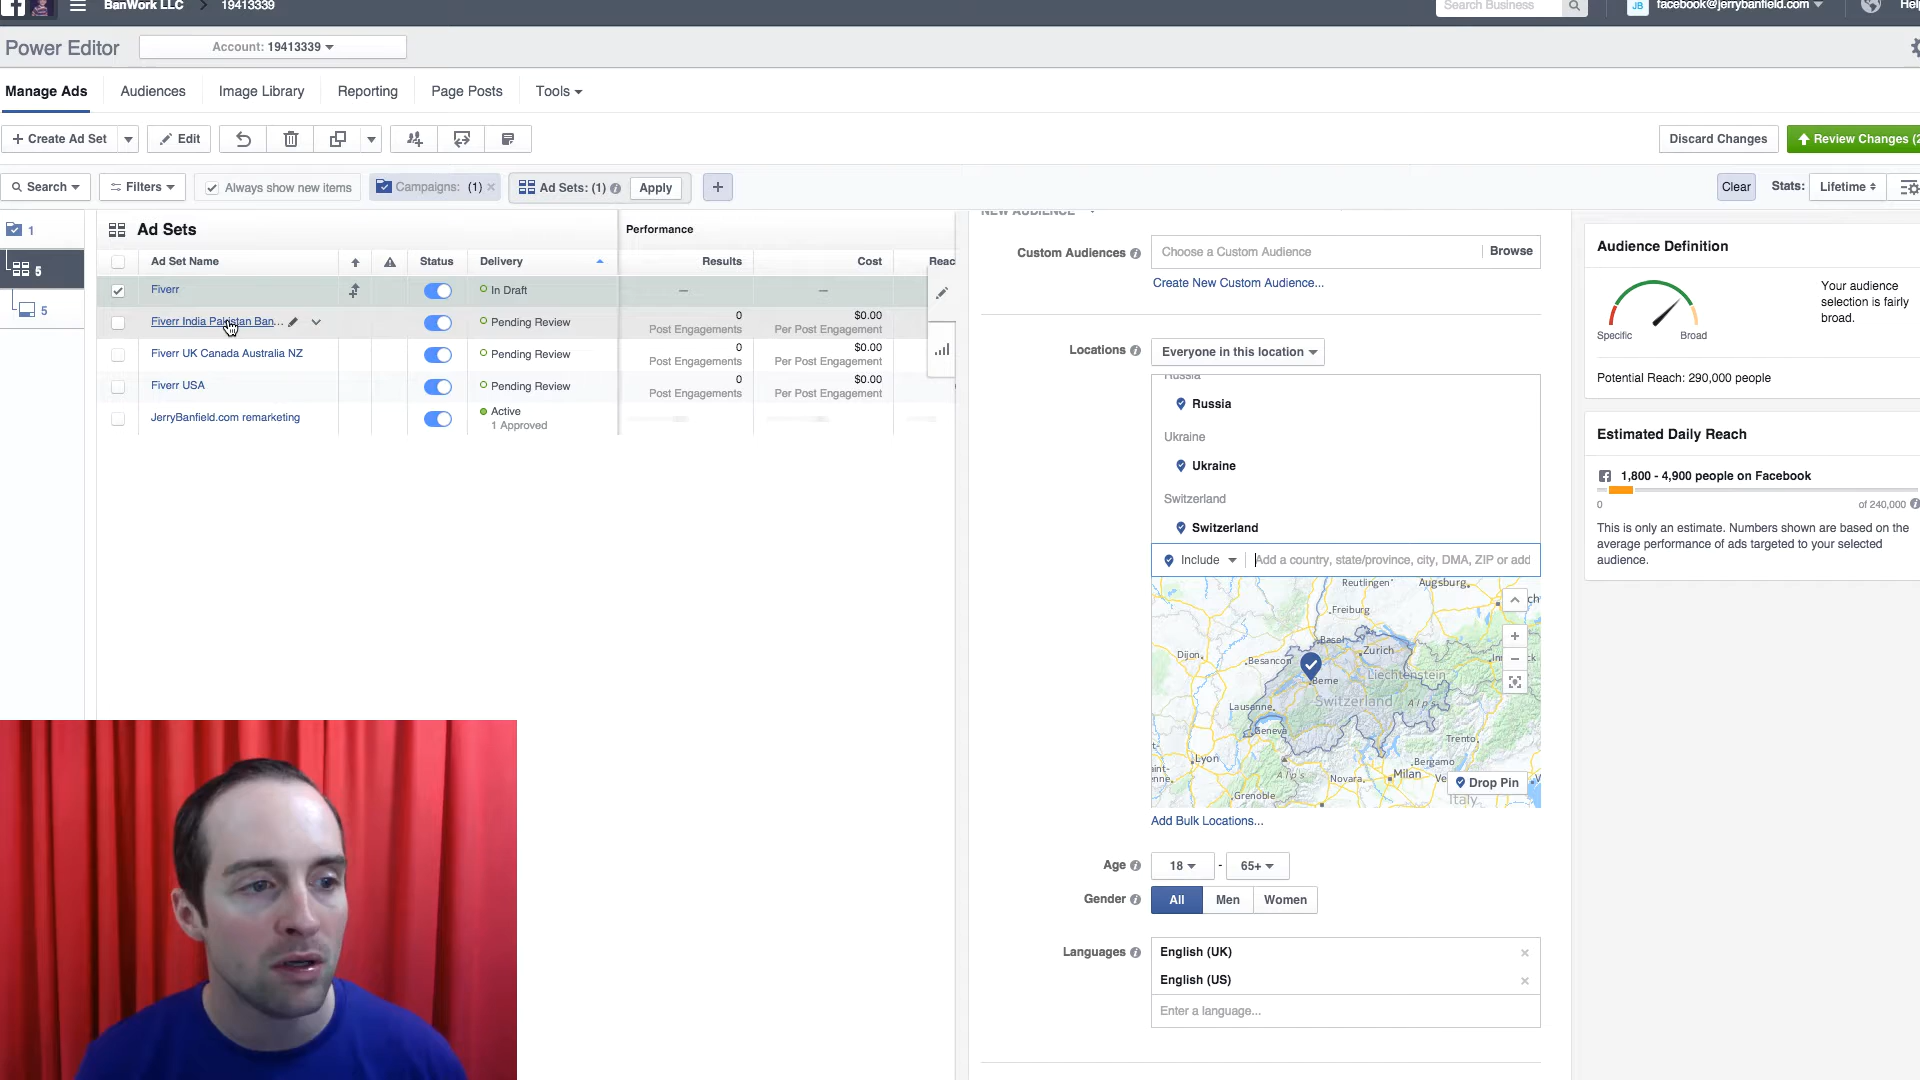 BanWork LLC > 19413339
Search Business
JB facebook@jerrybanfield.com
Help
Power Editor
Account: 19413339
Manage Ads
Audiences
Image Library
Reporting
Page Posts
Tools
+ Create Ad Set
Edit
Discard Changes
Review Changes (2
Search
Filters
Always show new items
Campaigns: (1) ×
Ad Sets: (1)
Apply
+
Clear
Stats:
Lifetime
1
5
5
Ad Sets
Performance
Ad Set Name
Status
Delivery
Results
Cost
Reac
Fiverr
In Draft
—
—
Fiverr India Pakistan Ban...
Pending Review
0
Post Engagements
$0.00
Per Post Engagement
Fiverr UK Canada Australia NZ
Pending Review
0
Post Engagements
$0.00
Per Post Engagement
Fiverr USA
Pending Review
0
Post Engagements
$0.00
Per Post Engagement
JerryBanfield.com remarketing
Active
1 Approved
NEW AUDIENCE
Custom Audiences
Choose a Custom Audience
Browse
Create New Custom Audience...
Locations
Everyone in this location
Russia
Russia
Ukraine
Ukraine
Switzerland
Switzerland
Include
Add a country, state/province, city, DMA, ZIP or add
Reutlingen
Augsburg
Freiburg
Basel
Zurich
Dijon
Besancon
Berne
Liechtenstein
Lausanne
Switzerland
Alps
Geneva
Trento
Lyon
Bergamo
Alps
Novara
Milan
Grenoble
Italy
Drop Pin
Add Bulk Locations...
Age
18
-
65+
Gender
All
Men
Women
Languages
English (UK) ×
English (US) ×
Enter a language...
Audience Definition
Specific
Broad
Your audience
selection is fairly
broad.
Potential Reach: 290,000 people
Estimated Daily Reach
1,800 - 4,900 people on Facebook
0
of 240,000
This is only an estimate. Numbers shown are based on the
average performance of ads targeted to your selected
audience.